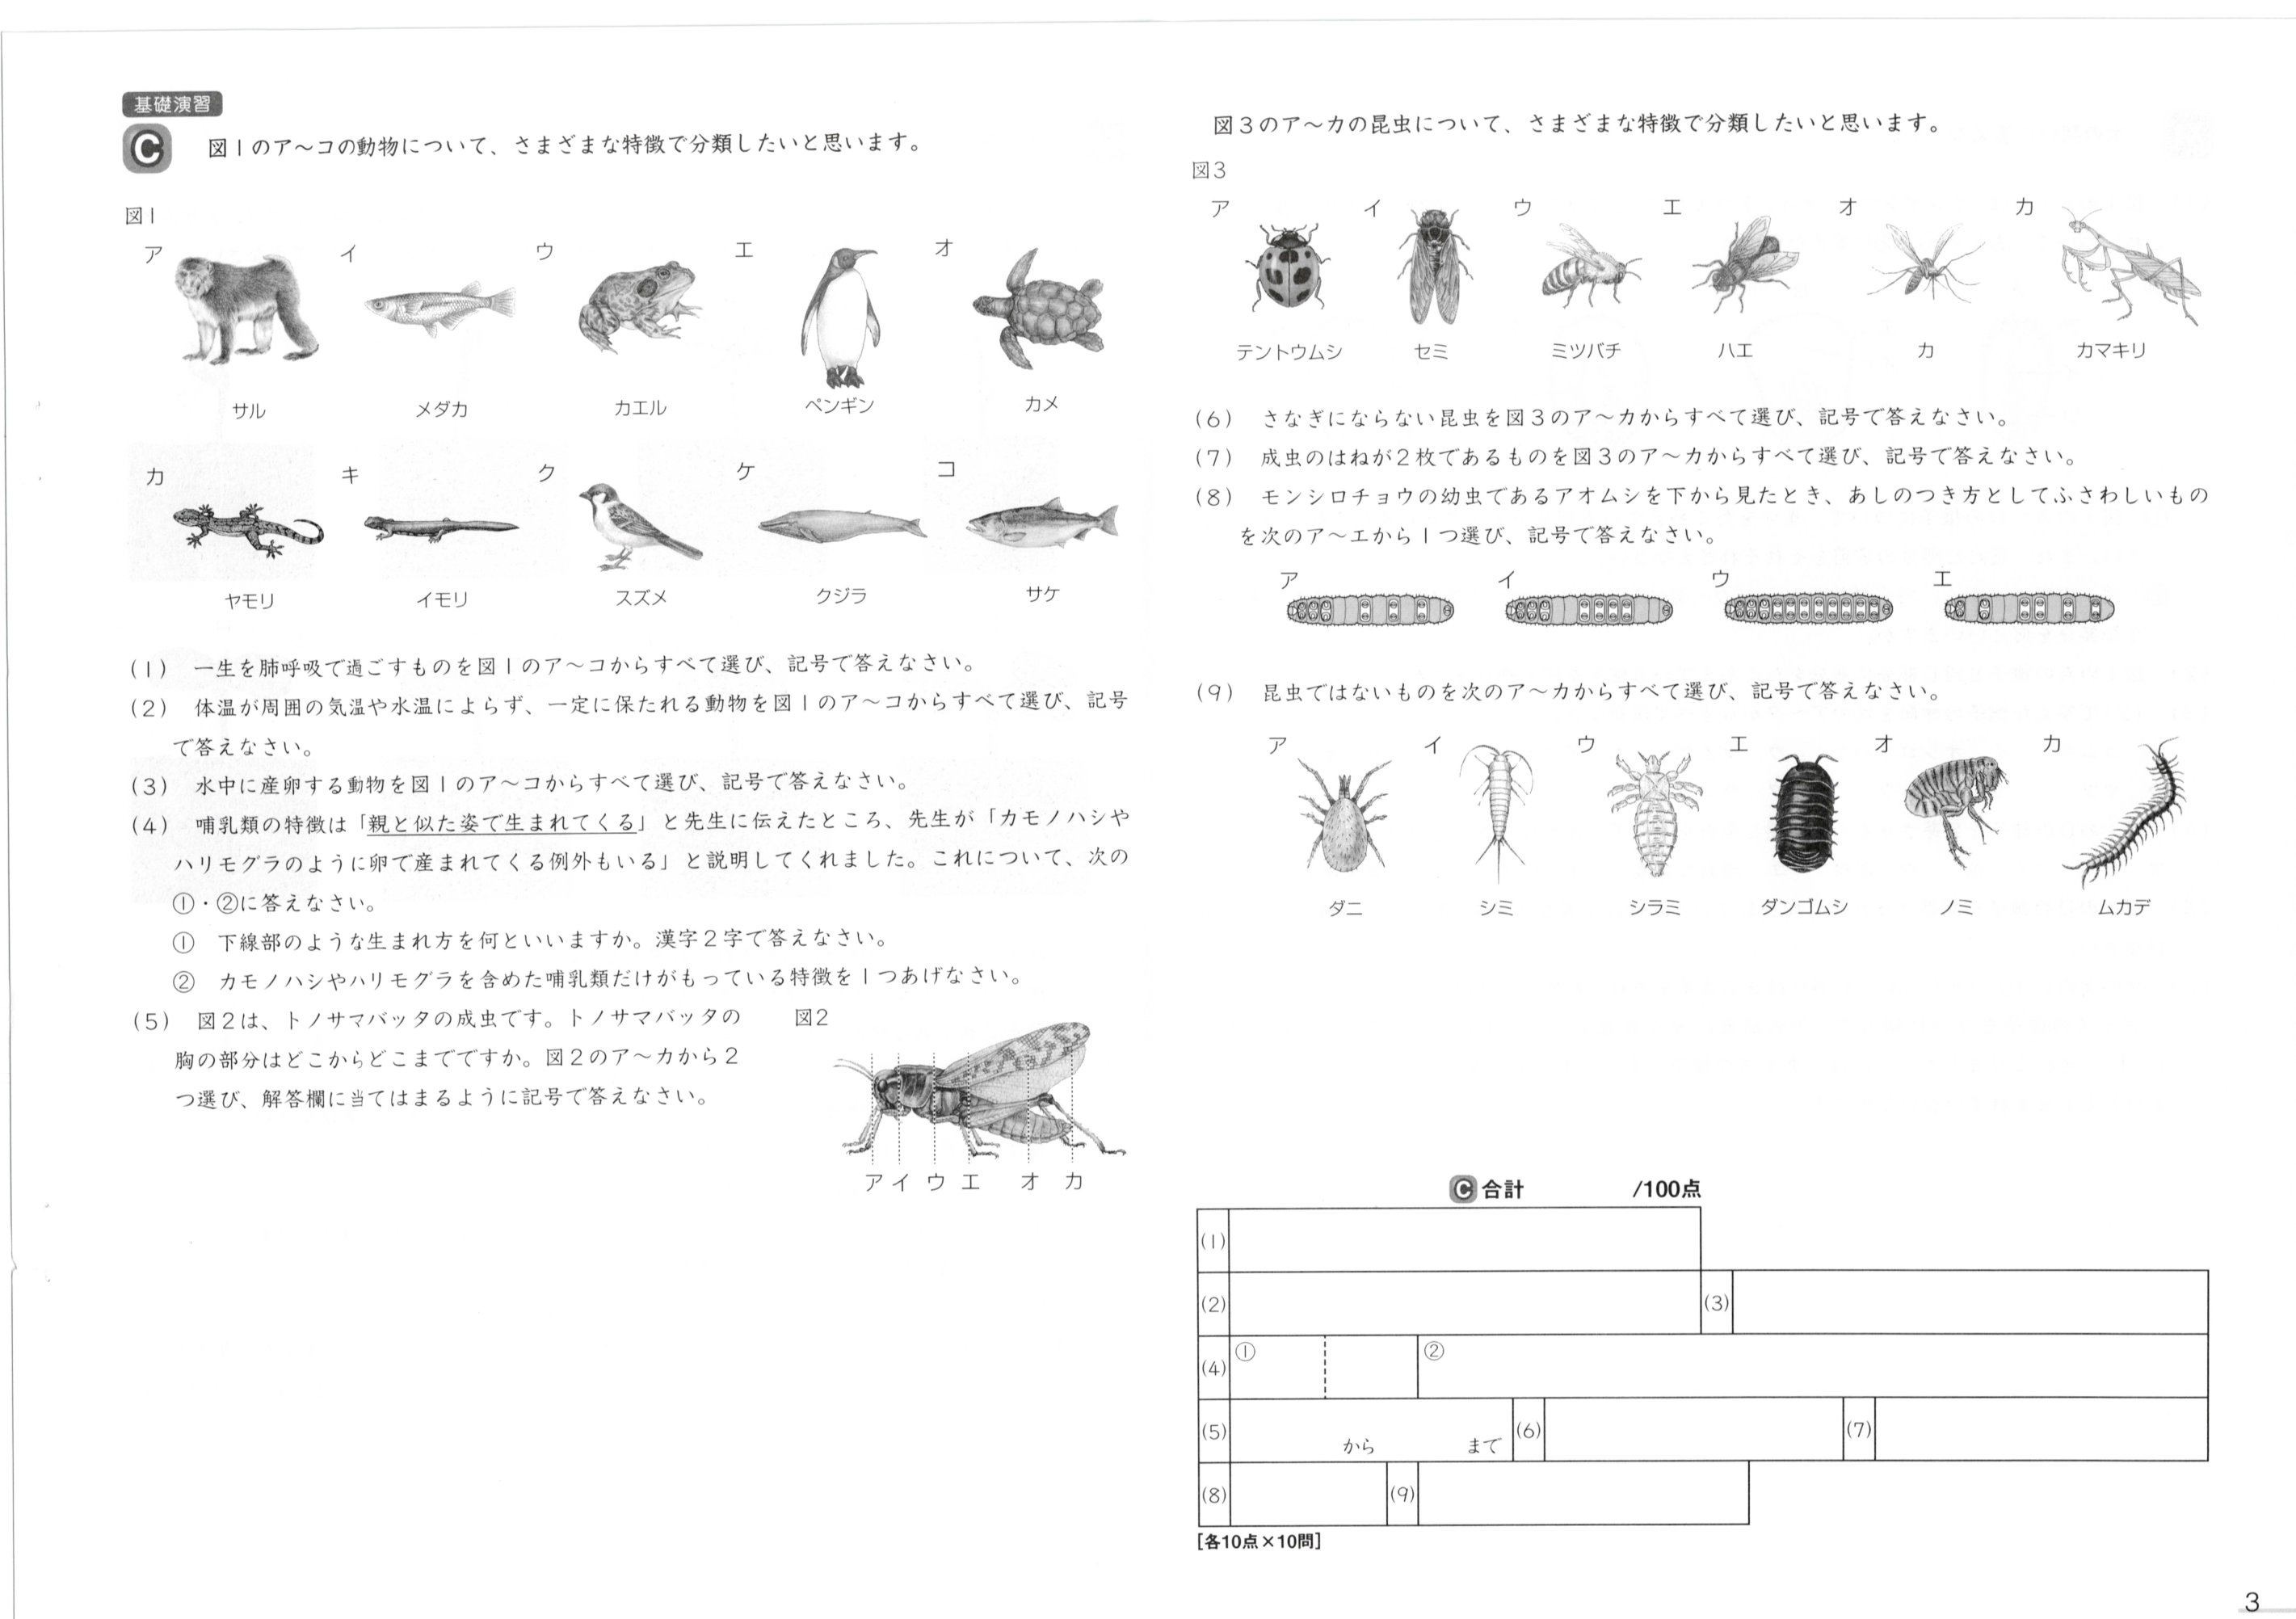 基礎演習
C 図1のア～コの動物について、さまざまな特徴で分類したいと思います。
図1
ア イ ウ エ オ
サル メダカ カエル ペンギン カメ
カ キ ク ケ コ
ヤモリ イモリ スズメ クジラ サケ
(1) 一生を肺呼吸で過ごすものを図1のア～コからすべて選び、記号で答えなさい。
(2) 体温が周囲の気温や水温によらず、一定に保たれる動物を図1のア～コからすべて選び、記号
で答えなさい。
(3) 水中に産卵する動物を図1のア～コからすべて選び、記号で答えなさい。
(4) 哺乳類の特徴は「親と似た姿で生まれてくる」と先生に伝えたところ、先生が「カモノハシや
ハリモグラのように卵で産まれてくる例外もいる」と説明してくれました。これについて、次の
①・②に答えなさい。
① 下線部のような生まれ方を何といいますか。漢字2字で答えなさい。
② カモノハシやハリモグラを含めた哺乳類だけがもっている特徴を1つあげなさい。
(5) 図2は、トノサマバッタの成虫です。トノサマバッタの
胸の部分はどこからどこまでですか。図2のア～カから2
つ選び、解答欄に当てはまるように記号で答えなさい。
図2
ア イ ウ エ オ カ
図3のア～カの昆虫について、さまざまな特徴で分類したいと思います。
図3
ア イ ウ エ オ カ
テントウムシ セミ ミツバチ ハエ カ カマキリ
(6) さなぎにならない昆虫を図3のア～カからすべて選び、記号で答えなさい。
(7) 成虫のはねが2枚であるものを図3のア～カからすべて選び、記号で答えなさい。
(8) モンシロチョウの幼虫であるアオムシを下から見たとき、あしのつき方としてふさわしいもの
を次のア～エから1つ選び、記号で答えなさい。
ア イ ウ エ
(9) 昆虫ではないものを次のア～カからすべて選び、記号で答えなさい。
ア イ ウ エ オ カ
ダニ シミ シラミ ダンゴムシ ノミ ムカデ
C 合計 /100点
(1)
(2) (3)
(4) ① ②
(5) から まで (6) (7)
(8) (9)
[各10点×10問]
3